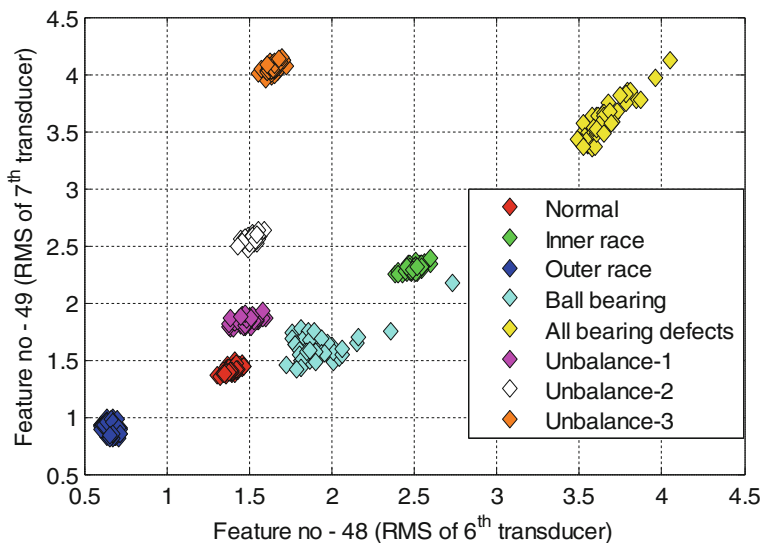 4.5
4
3.5
3
2.5
2
1.5
1
0.5
Feature no - 49 (RMS of 7th transducer)
Normal
Inner race
Outer race
Ball bearing
All bearing defects
Unbalance-1
Unbalance-2
Unbalance-3
0.5 1 1.5 2 2.5 3 3.5 4 4.5
Feature no - 48 (RMS of 6th transducer)